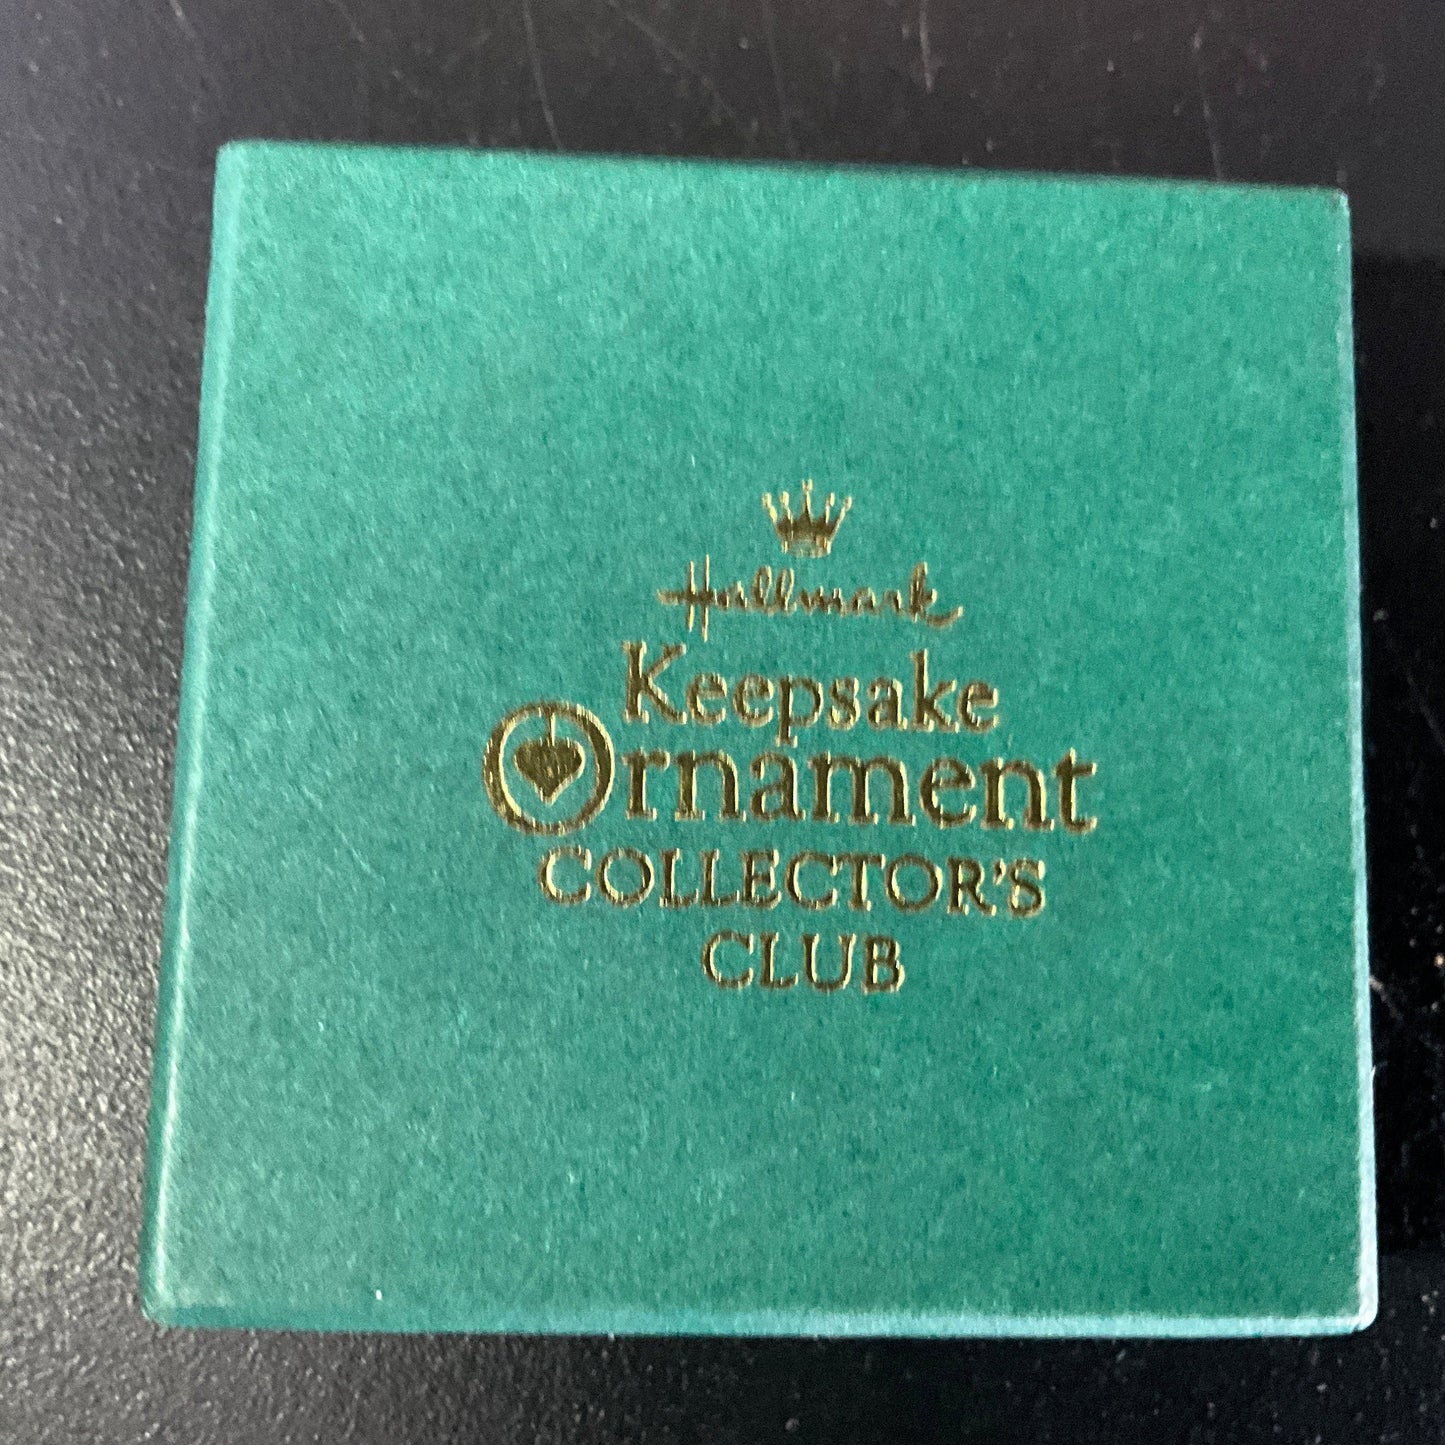 Hallmark
Keepsake
Ornament
COLLECTOR'S
CLUB